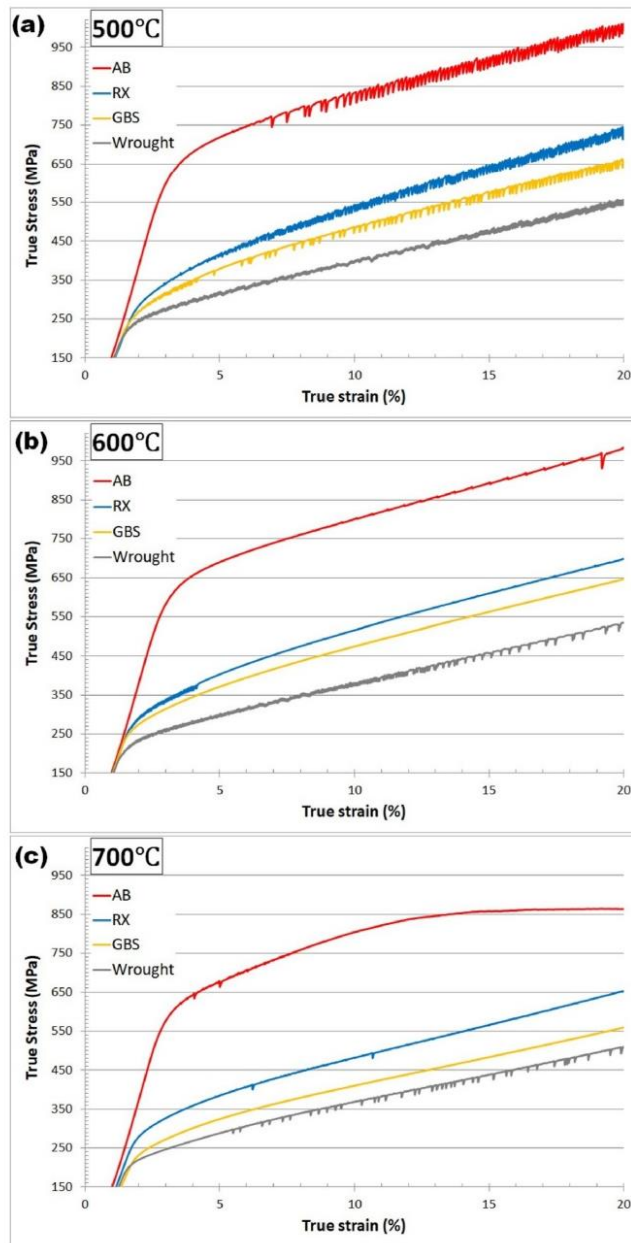 (a) 500°C
950
850
750
650
550
450
350
250
150
True Stress (MPa)
AB
RX
GBS
Wrought
0 5 10 15 20
True strain (%)
(b) 600°C
950
850
750
650
550
450
350
250
150
True Stress (MPa)
AB
RX
GBS
Wrought
0 5 10 15 20
True strain (%)
(c) 700°C
950
850
750
650
550
450
350
250
150
True Stress (MPa)
AB
RX
GBS
Wrought
0 5 10 15 20
True strain (%)